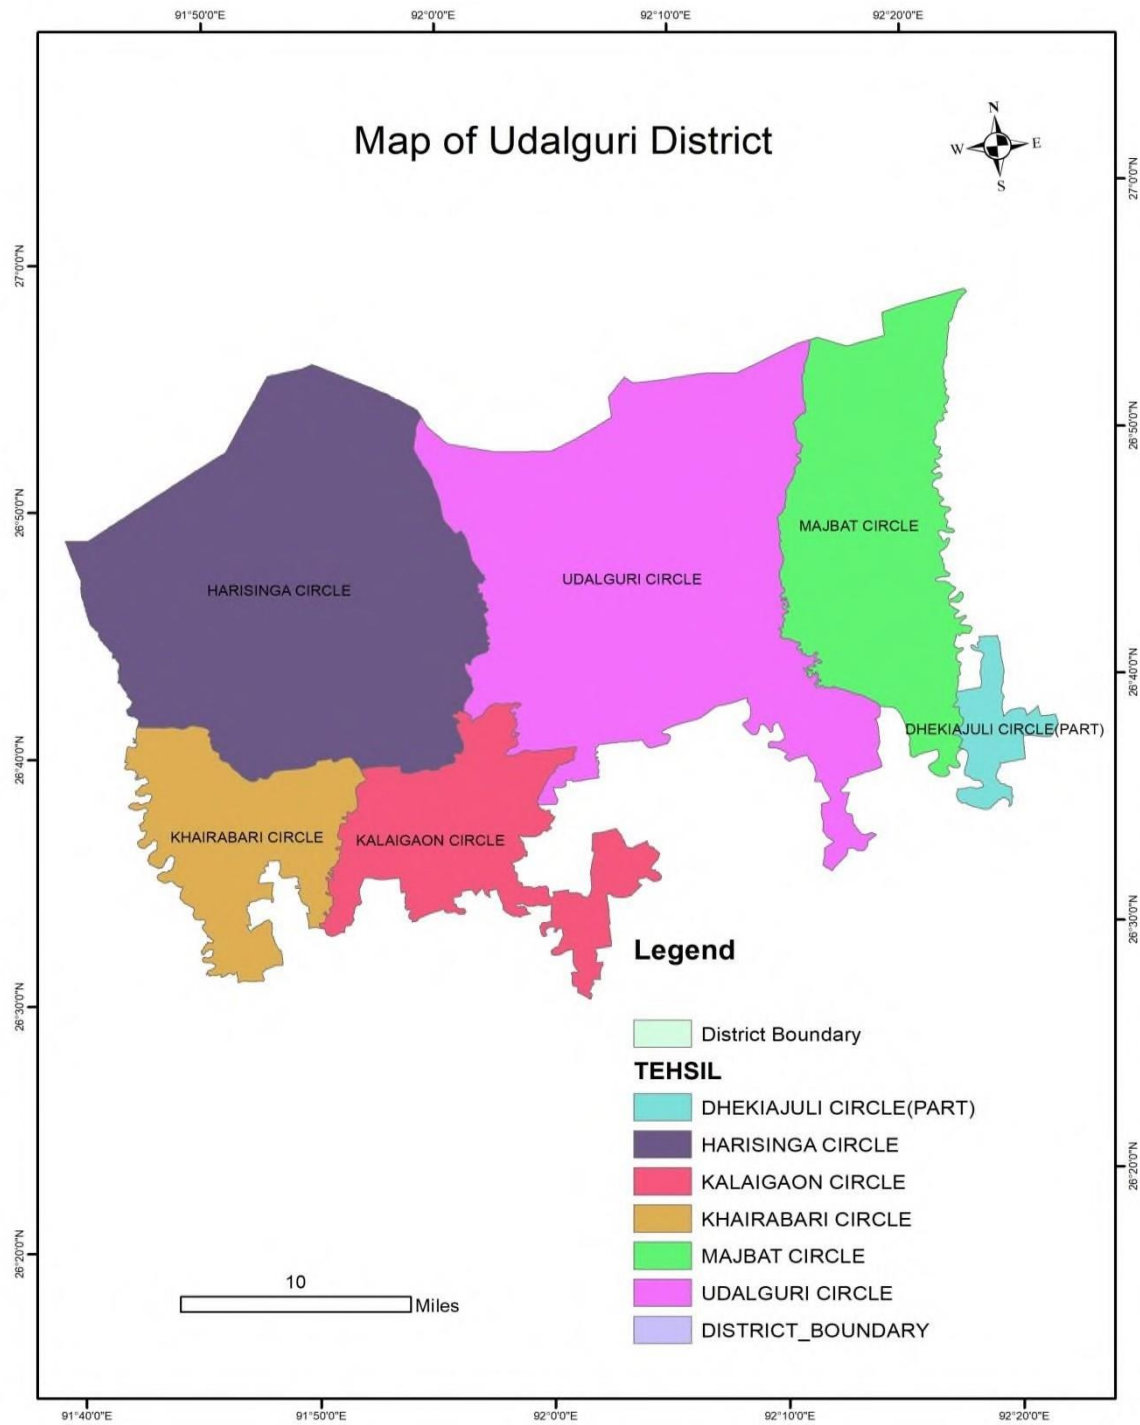 91°50'0"E 92°0'0"E 92°10'0"E 92°20'0"E
Map of Udalguri District
N
W E
S
27°0'0"N
27°0'0"N
26°50'0"N
26°50'0"N
MAJBAT CIRCLE
UDALGURI CIRCLE
HARISINGA CIRCLE
26°40'0"N
DHEKIAJULI CIRCLE(PART)
26°40'0"N
KHAIRABARI CIRCLE KALAIGAON CIRCLE
26°30'0"N
Legend
26°30'0"N
District Boundary
TEHSIL
DHEKIAJULI CIRCLE(PART)
HARISINGA CIRCLE
26°20'0"N
KALAIGAON CIRCLE
KHAIRABARI CIRCLE
MAJBAT CIRCLE
26°20'0"N
UDALGURI CIRCLE
10
Miles
DISTRICT_BOUNDARY
91°40'0"E 91°50'0"E 92°0'0"E 92°10'0"E 92°20'0"E